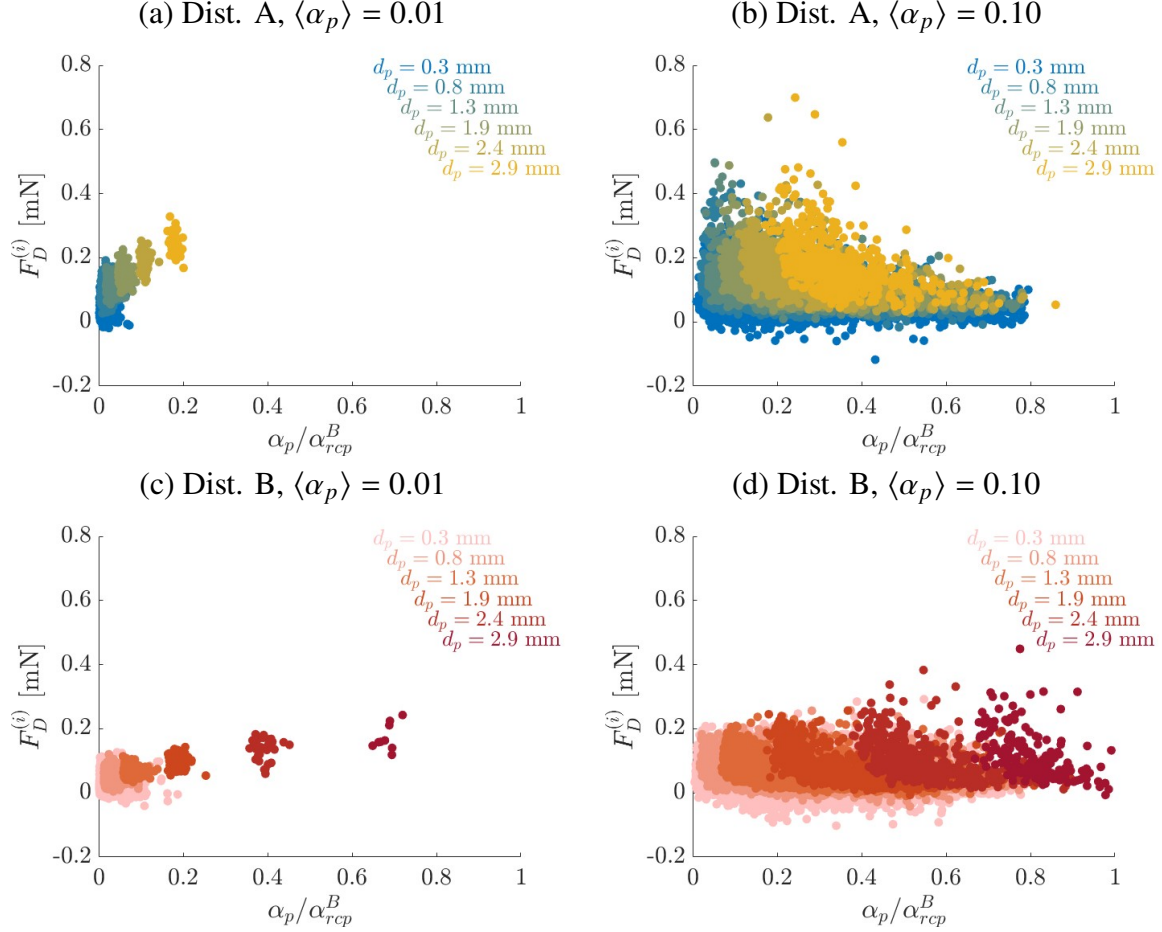 (a) Dist. A, ⟨α_p⟩ = 0.01
0.8
0.6
0.4
0.2
0
-0.2
F_D^{(i)} [mN]
d_p = 0.3 mm
d_p = 0.8 mm
d_p = 1.3 mm
d_p = 1.9 mm
d_p = 2.4 mm
d_p = 2.9 mm
0 0.2 0.4 0.6 0.8 1
α_p/α_{rcp}^B
(b) Dist. A, ⟨α_p⟩ = 0.10
0.8
0.6
0.4
0.2
0
-0.2
F_D^{(i)} [mN]
d_p = 0.3 mm
d_p = 0.8 mm
d_p = 1.3 mm
d_p = 1.9 mm
d_p = 2.4 mm
d_p = 2.9 mm
0 0.2 0.4 0.6 0.8 1
α_p/α_{rcp}^B
(c) Dist. B, ⟨α_p⟩ = 0.01
0.8
0.6
0.4
0.2
0
-0.2
F_D^{(i)} [mN]
d_p = 0.3 mm
d_p = 0.8 mm
d_p = 1.3 mm
d_p = 1.9 mm
d_p = 2.4 mm
d_p = 2.9 mm
0 0.2 0.4 0.6 0.8 1
α_p/α_{rcp}^B
(d) Dist. B, ⟨α_p⟩ = 0.10
0.8
0.6
0.4
0.2
0
-0.2
F_D^{(i)} [mN]
d_p = 0.3 mm
d_p = 0.8 mm
d_p = 1.3 mm
d_p = 1.9 mm
d_p = 2.4 mm
d_p = 2.9 mm
0 0.2 0.4 0.6 0.8 1
α_p/α_{rcp}^B